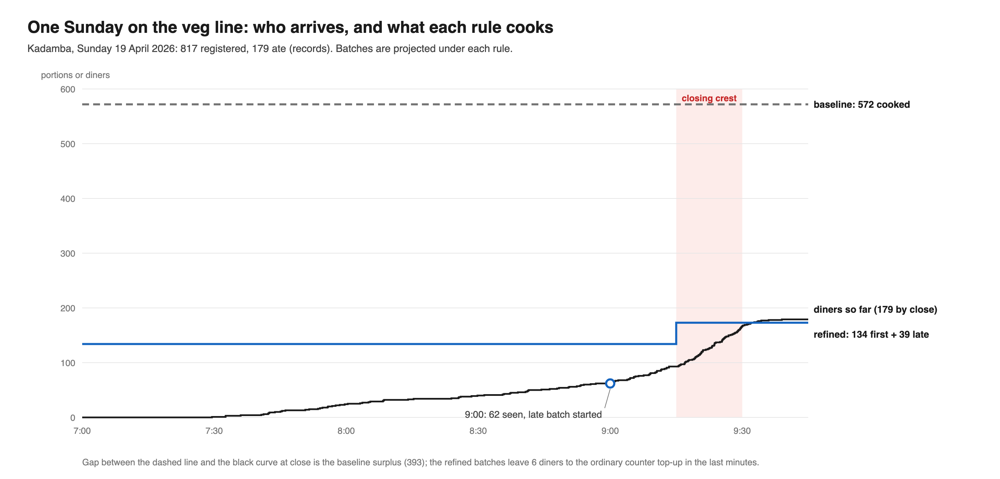 One Sunday on the veg line: who arrives, and what each rule cooks
Kadamba, Sunday 19 April 2026: 817 registered, 179 ate (records). Batches are projected under each rule.
portions or diners
600
closing crest
baseline: 572 cooked
500
400
300
200
diners so far (179 by close)
refined: 134 first + 39 late
100
9:00: 62 seen, late batch started
0
7:00 7:30 8:00 8:30 9:00 9:30
Gap between the dashed line and the black curve at close is the baseline surplus (393); the refined batches leave 6 diners to the ordinary counter top-up in the last minutes.